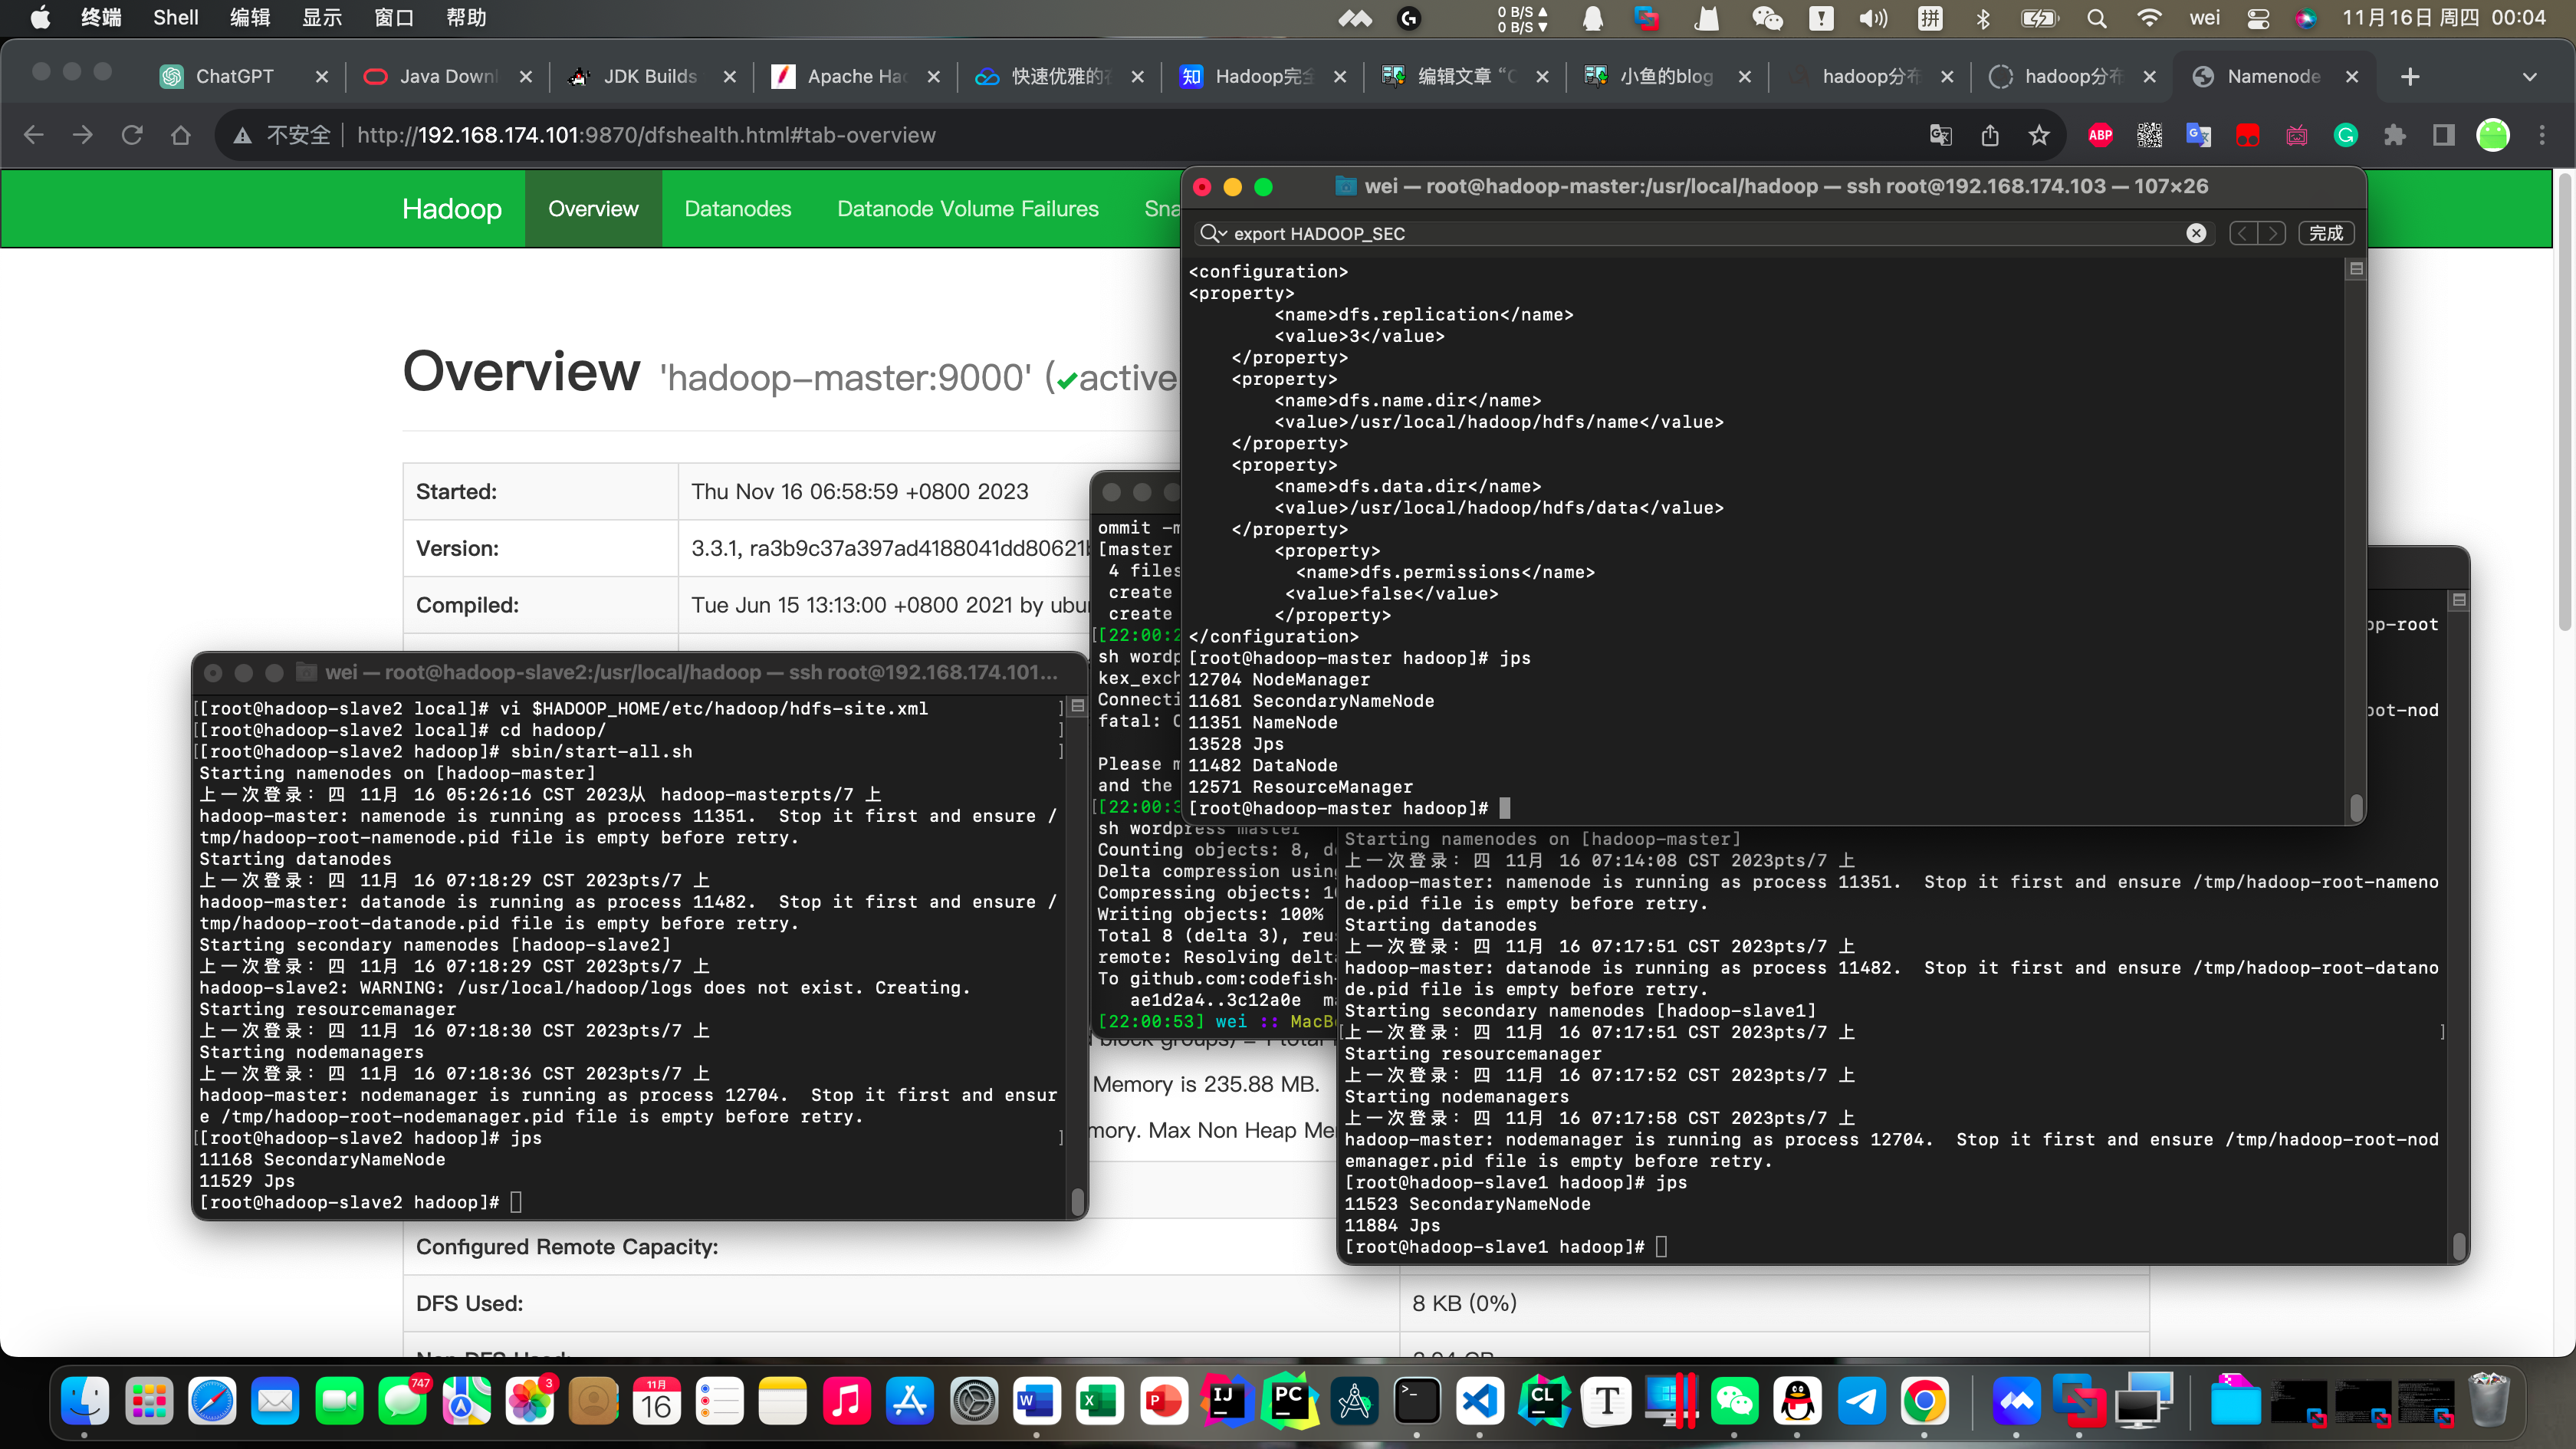 终端 Shell 编辑 显示 窗口 帮助
0 B/S
0 B/S
拼
wei
11月16日 周四 00:04
ChatGPT
Java Downl
JDK Builds
Apache Ha
快速优雅的
知 Hadoop完
编辑文章 “
小鱼的blog
hadoop分布
hadoop分布
Namenode
不安全 http://192.168.174.101:9870/dfshealth.html#tab-overview
ABP
Hadoop Overview Datanodes Datanode Volume Failures Sna
Overview 'hadoop-master:9000' (✔active
Started: Thu Nov 16 06:58:59 +0800 2023
Version: 3.3.1, ra3b9c37a397ad4188041dd80621
Compiled: Tue Jun 15 13:13:00 +0800 2021 by ubu
wei — root@hadoop-master:/usr/local/hadoop — ssh root@192.168.174.103 — 107×26
export HADOOP_SEC
完成
<configuration>
<property>
<name>dfs.replication</name>
<value>3</value>
</property>
<property>
<name>dfs.name.dir</name>
<value>/usr/local/hadoop/hdfs/name</value>
</property>
<property>
<name>dfs.data.dir</name>
<value>/usr/local/hadoop/hdfs/data</value>
</property>
<property>
<name>dfs.permissions</name>
<value>false</value>
</property>
</configuration>
[root@hadoop-master hadoop]# jps
12704 NodeManager
11681 SecondaryNameNode
11351 NameNode
13528 Jps
11482 DataNode
12571 ResourceManager
[root@hadoop-master hadoop]#
ommit -m
[master
4 files
create
create
[[22:00:2
sh wordp
kex_exch
Connecti
fatal: C
Please m
and the
[[22:00:3
sh wordpress master
Counting objects: 8, d
Delta compression usin
Compressing objects: 1
Writing objects: 100%
Total 8 (delta 3), reu
remote: Resolving delt
To github.com:codefish
ae1d2a4..3c12a0e m
[22:00:53] wei :: MacB
wei — root@hadoop-slave2:/usr/local/hadoop — ssh root@192.168.174.101...
[[root@hadoop-slave2 local]# vi $HADOOP_HOME/etc/hadoop/hdfs-site.xml ]
[[root@hadoop-slave2 local]# cd hadoop/ ]
[[root@hadoop-slave2 hadoop]# sbin/start-all.sh ]
Starting namenodes on [hadoop-master]
上一次登录：四 11月 16 05:26:16 CST 2023从 hadoop-masterpts/7 上
hadoop-master: namenode is running as process 11351.  Stop it first and ensure /
tmp/hadoop-root-namenode.pid file is empty before retry.
Starting datanodes
上一次登录：四 11月 16 07:18:29 CST 2023pts/7 上
hadoop-master: datanode is running as process 11482.  Stop it first and ensure /
tmp/hadoop-root-datanode.pid file is empty before retry.
Starting secondary namenodes [hadoop-slave2]
上一次登录：四 11月 16 07:18:29 CST 2023pts/7 上
hadoop-slave2: WARNING: /usr/local/hadoop/logs does not exist. Creating.
Starting resourcemanager
上一次登录：四 11月 16 07:18:30 CST 2023pts/7 上
Starting nodemanagers
上一次登录：四 11月 16 07:18:36 CST 2023pts/7 上
hadoop-master: nodemanager is running as process 12704.  Stop it first and ensur
e /tmp/hadoop-root-nodemanager.pid file is empty before retry.
[[root@hadoop-slave2 hadoop]# jps ]
11168 SecondaryNameNode
11529 Jps
[root@hadoop-slave2 hadoop]#
op-root
oot-nod
Starting namenodes on [hadoop-master]
上一次登录：四 11月 16 07:14:08 CST 2023pts/7 上
hadoop-master: namenode is running as process 11351.  Stop it first and ensure /tmp/hadoop-root-nameno
de.pid file is empty before retry.
Starting datanodes
上一次登录：四 11月 16 07:17:51 CST 2023pts/7 上
hadoop-master: datanode is running as process 11482.  Stop it first and ensure /tmp/hadoop-root-datano
de.pid file is empty before retry.
Starting secondary namenodes [hadoop-slave1]
上一次登录：四 11月 16 07:17:51 CST 2023pts/7 上
Starting resourcemanager
上一次登录：四 11月 16 07:17:52 CST 2023pts/7 上
Starting nodemanagers
上一次登录：四 11月 16 07:17:58 CST 2023pts/7 上
hadoop-master: nodemanager is running as process 12704.  Stop it first and ensure /tmp/hadoop-root-nod
emanager.pid file is empty before retry.
[root@hadoop-slave1 hadoop]# jps
11523 SecondaryNameNode
11884 Jps
[root@hadoop-slave1 hadoop]#
Memory is 235.88 MB.
mory. Max Non Heap Me
Configured Remote Capacity:
DFS Used: 8 KB (0%)
747
3
11月
16
W
X
P
IJ
PC
CL
T